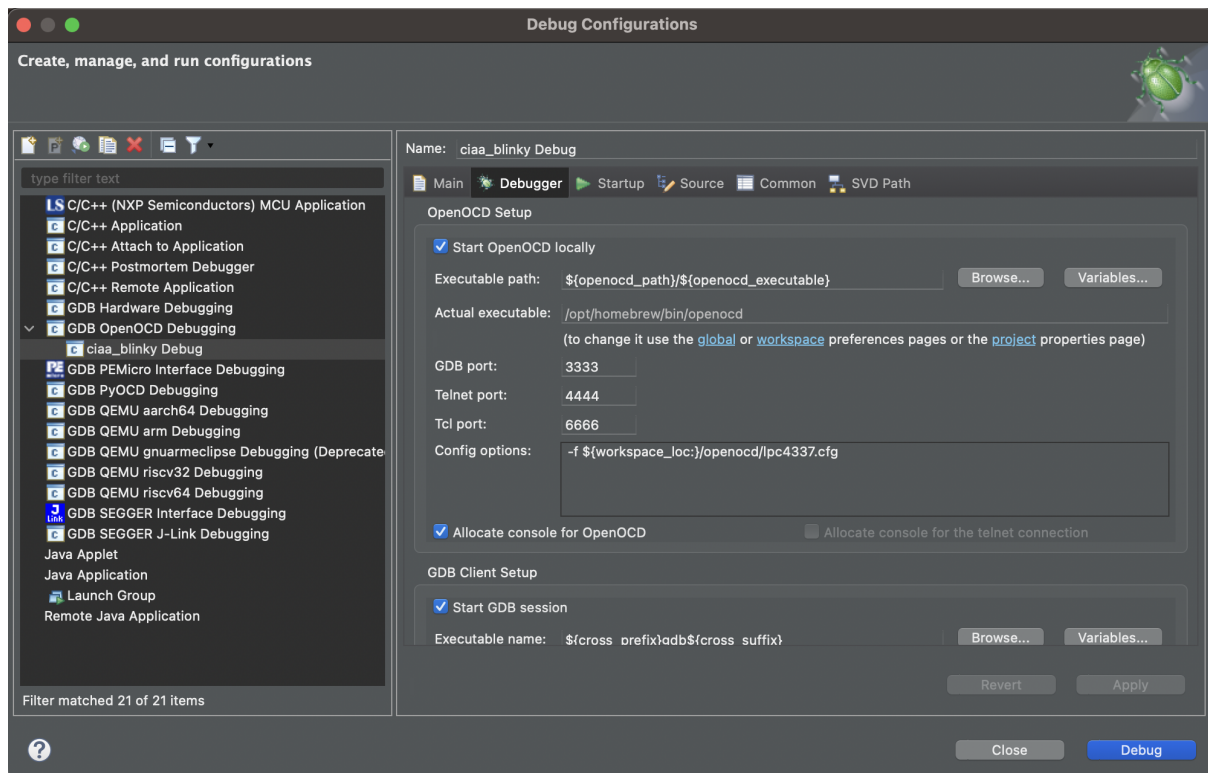 Debug Configurations
Create, manage, and run configurations
type filter text
LS C/C++ (NXP Semiconductors) MCU Application
c C/C++ Application
c C/C++ Attach to Application
c C/C++ Postmortem Debugger
c C/C++ Remote Application
c GDB Hardware Debugging
c GDB OpenOCD Debugging
c ciaa_blinky Debug
PE GDB PEMicro Interface Debugging
c GDB PyOCD Debugging
c GDB QEMU aarch64 Debugging
c GDB QEMU arm Debugging
c GDB QEMU gnuarmeclipse Debugging (Deprecate
c GDB QEMU riscv32 Debugging
c GDB QEMU riscv64 Debugging
J Link GDB SEGGER Interface Debugging
c GDB SEGGER J-Link Debugging
Java Applet
Java Application
Launch Group
Remote Java Application
Filter matched 21 of 21 items
Name: ciaa_blinky Debug
Main Debugger Startup Source Common SVD Path
OpenOCD Setup
Start OpenOCD locally
Executable path: ${openocd_path}/${openocd_executable} Browse... Variables...
Actual executable: /opt/homebrew/bin/openocd
(to change it use the global or workspace preferences pages or the project properties page)
GDB port: 3333
Telnet port: 4444
Tcl port: 6666
Config options: -f ${workspace_loc:}/openocd/lpc4337.cfg
Allocate console for OpenOCD Allocate console for the telnet connection
GDB Client Setup
Start GDB session
Executable name: ${cross_prefix}gdb${cross_suffix} Browse... Variables...
Revert Apply
? Close Debug